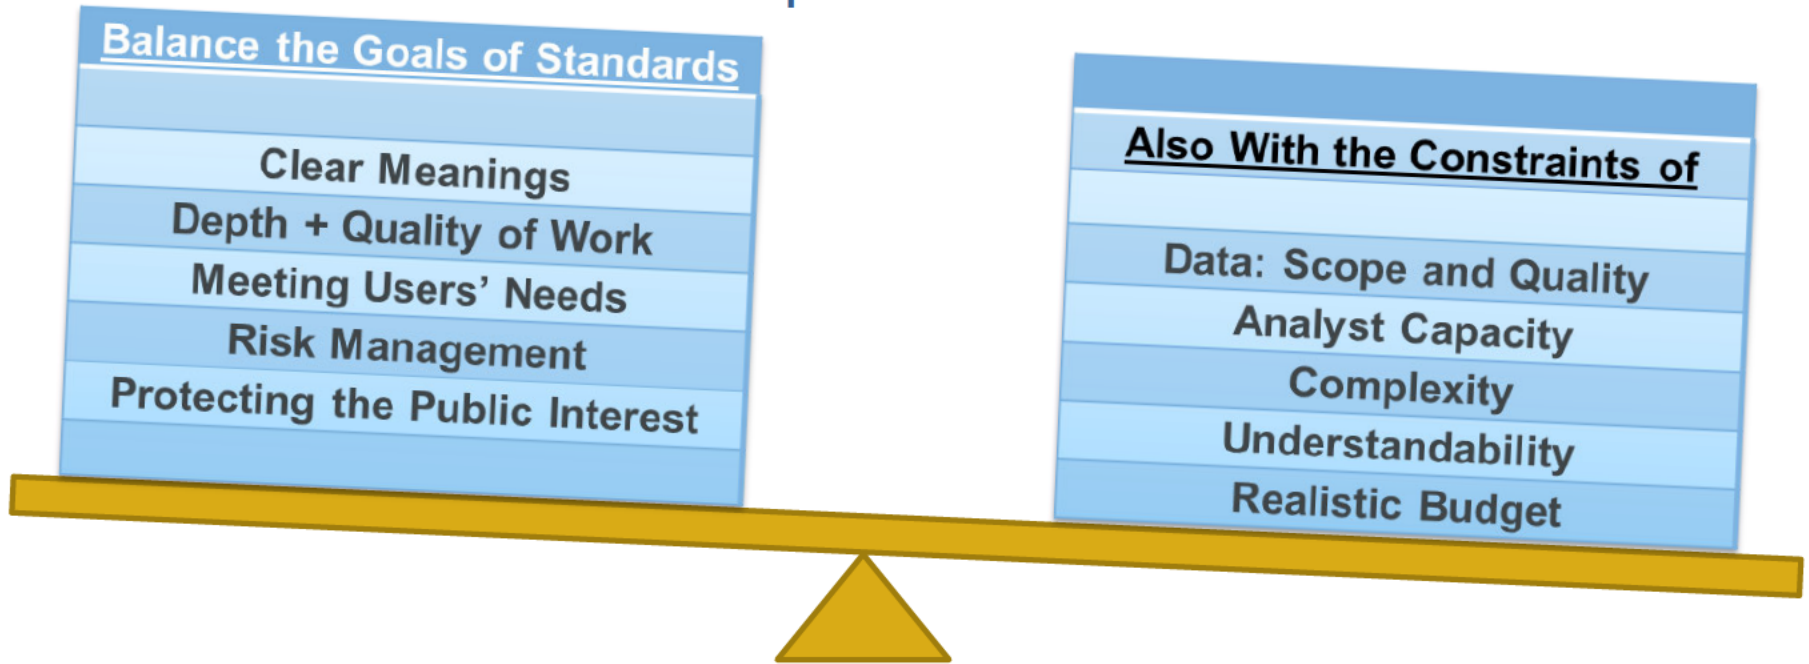 Balance the Goals of Standards
Clear Meanings
Depth + Quality of Work
Meeting Users’ Needs
Risk Management
Protecting the Public Interest
Also With the Constraints of
Data: Scope and Quality
Analyst Capacity
Complexity
Understandability
Realistic Budget